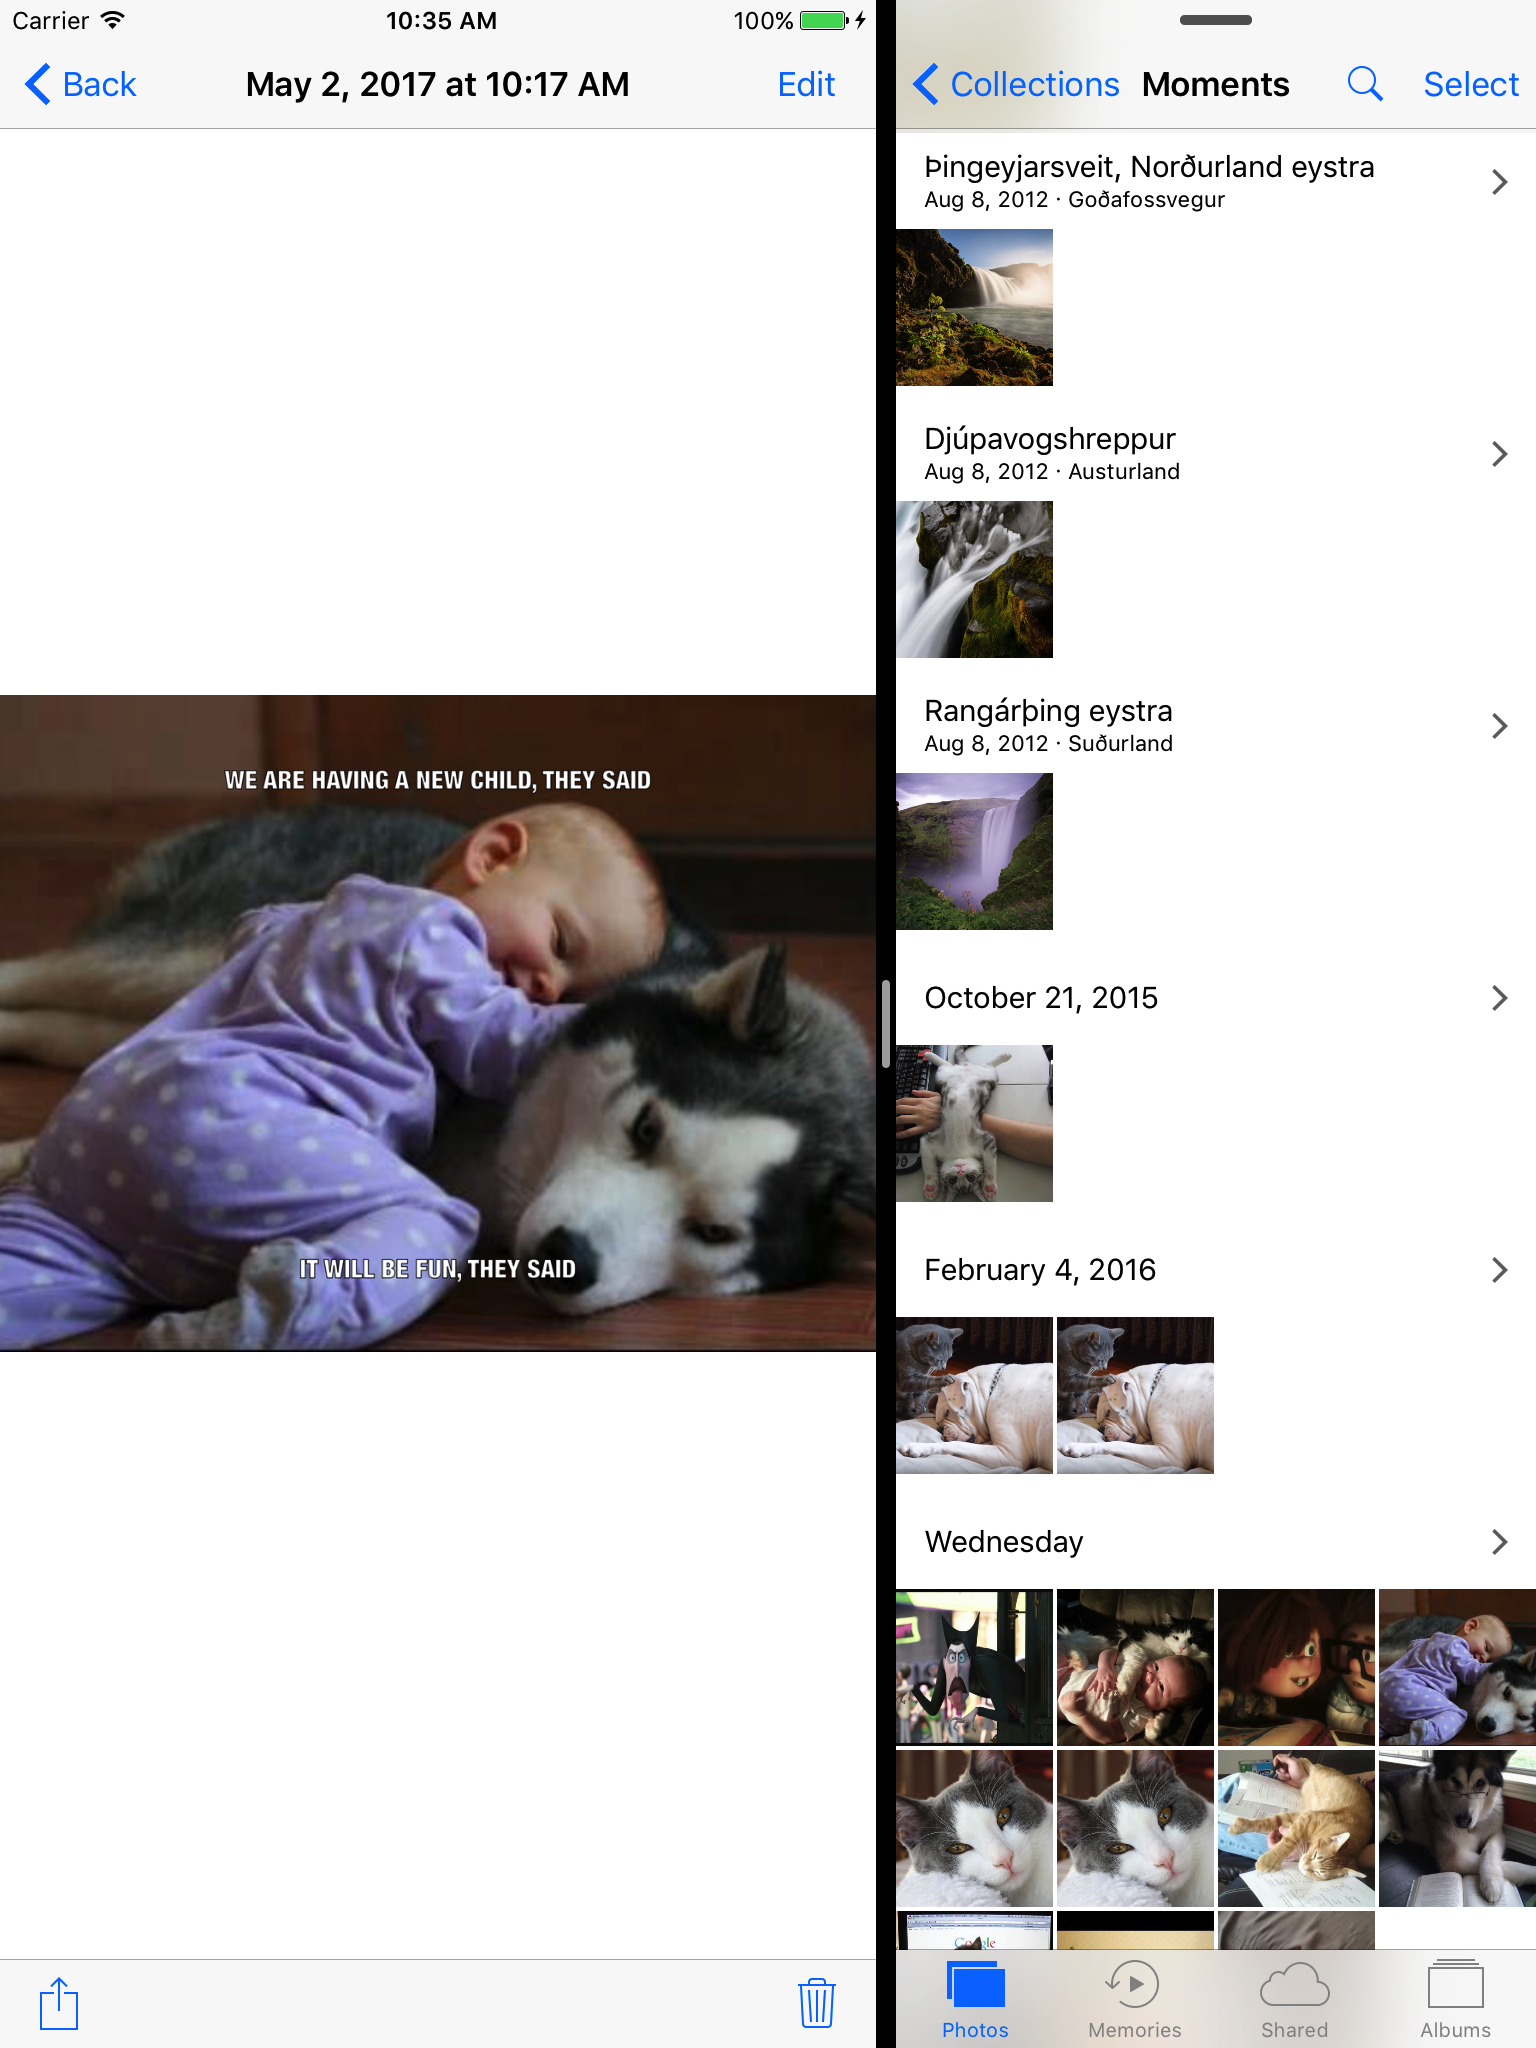 Carrier 10:35 AM 100%
Back May 2, 2017 at 10:17 AM Edit
WE ARE HAVING A NEW CHILD, THEY SAID
IT WILL BE FUN, THEY SAID
Collections Moments Select
Þingeyjarsveit, Norðurland eystra
Aug 8, 2012 · Goðafossvegur
Djúpavogshreppur
Aug 8, 2012 · Austurland
Rangárþing eystra
Aug 8, 2012 · Suðurland
October 21, 2015
February 4, 2016
Wednesday
Google
Photos Memories Shared Albums